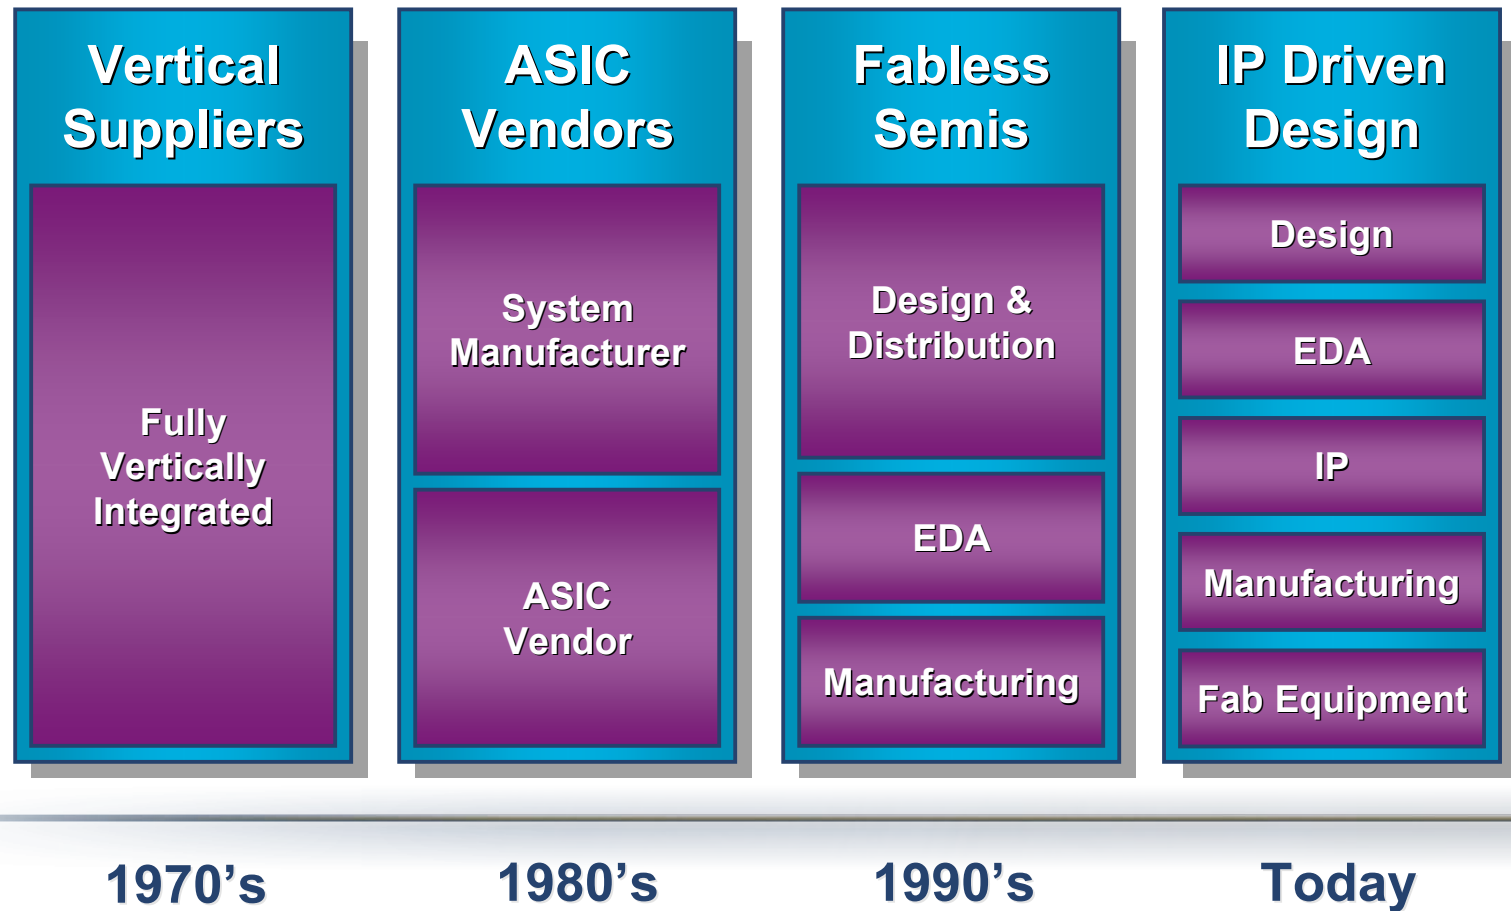 Vertical
Suppliers
Fully
Vertically
Integrated
1970’s
ASIC
Vendors
System
Manufacturer
ASIC
Vendor
1980’s
Fabless
Semis
Design &
Distribution
EDA
Manufacturing
1990’s
IP Driven
Design
Design
EDA
IP
Manufacturing
Fab Equipment
Today